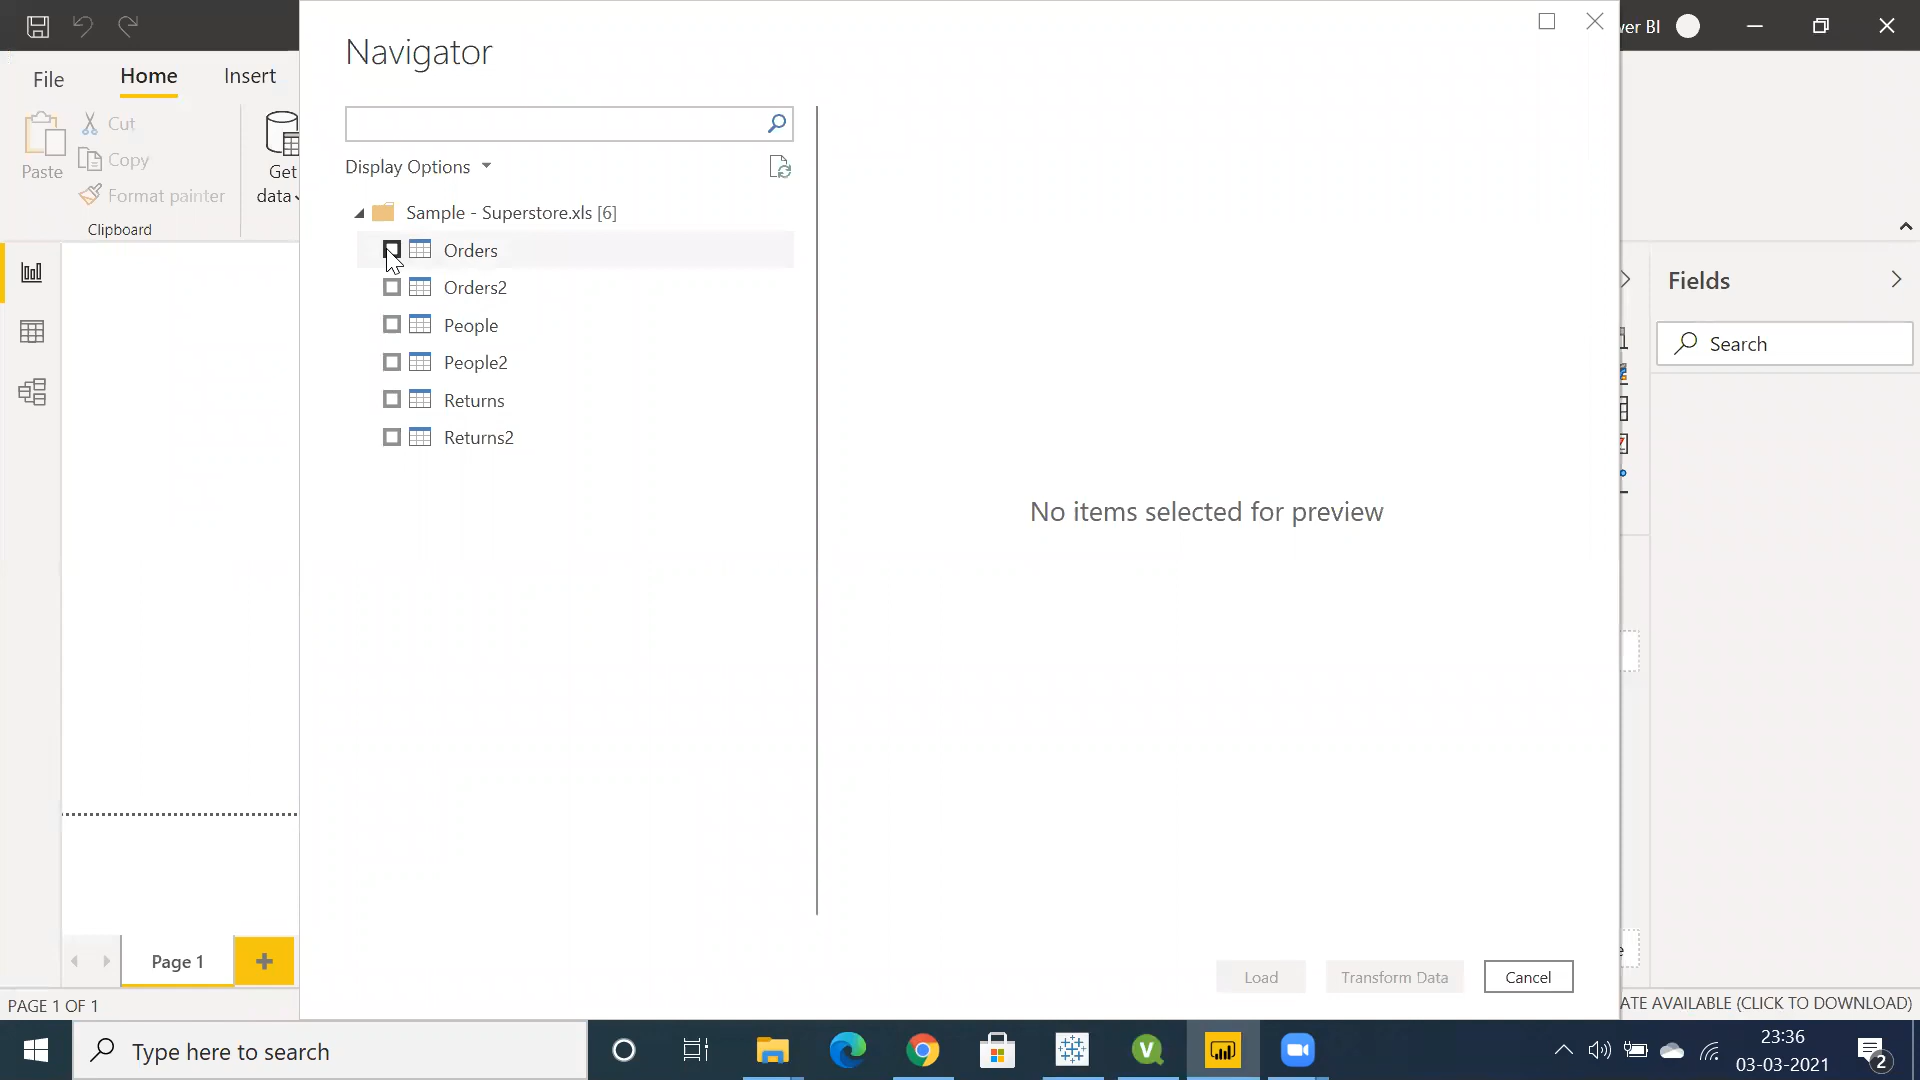 er BI
File
Home
Insert
Paste
Cut
Copy
Format painter
Clipboard
Get
data
Navigator
Display Options
Sample - Superstore.xls [6]
Orders
Orders2
People
People2
Returns
Returns2
No items selected for preview
Load
Transform Data
Cancel
Fields
Search
Page 1
PAGE 1 OF 1
ATE AVAILABLE (CLICK TO DOWNLOAD)
Type here to search
23:36
03-03-2021
2